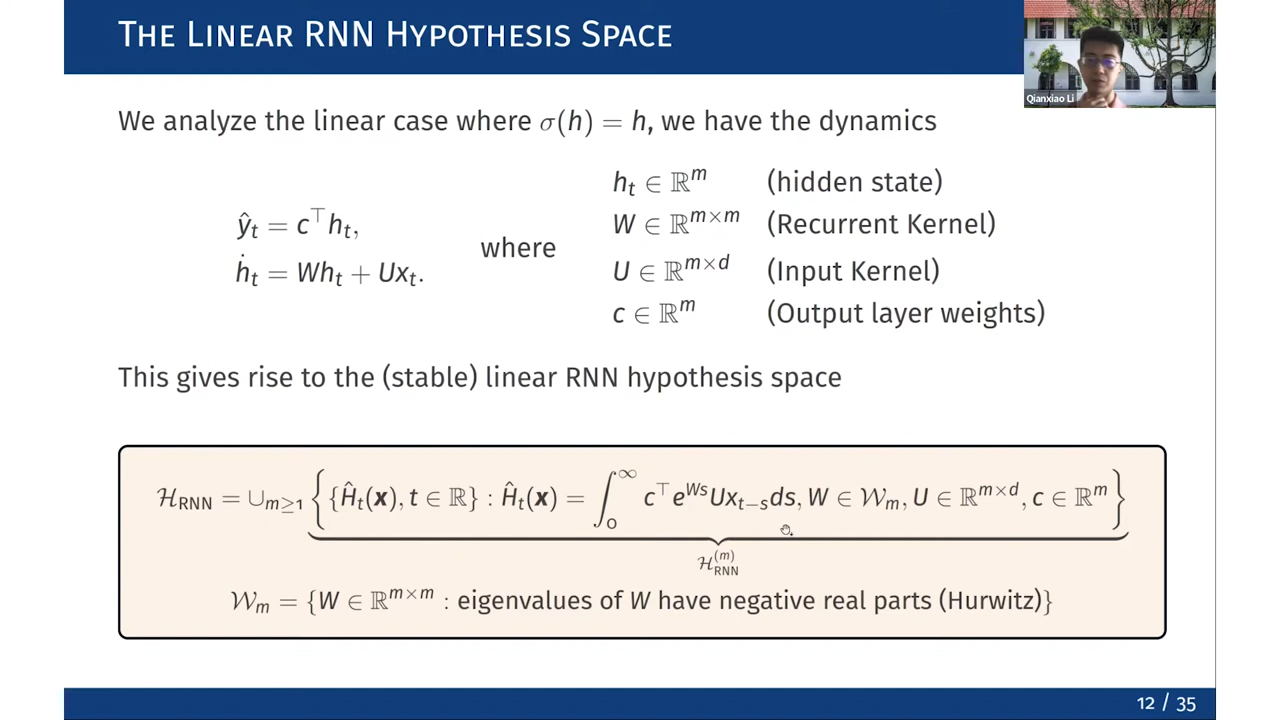 THE LINEAR RNN HYPOTHESIS SPACE
Qianxiao Li
We analyze the linear case where σ(h) = h, we have the dynamics
ŷ_t = c^⊤ h_t,
ḣ_t = Wh_t + Ux_t.
where
h_t ∈ ℝ^m (hidden state)
W ∈ ℝ^{m×m} (Recurrent Kernel)
U ∈ ℝ^{m×d} (Input Kernel)
c ∈ ℝ^m (Output layer weights)
This gives rise to the (stable) linear RNN hypothesis space
ℋ_RNN = ∪_{m≥1} { {Ĥ_t(x), t ∈ ℝ} : Ĥ_t(x) = ∫_0^∞ c^⊤ e^{Ws} Ux_{t−s} ds, W ∈ 𝒲_m, U ∈ ℝ^{m×d}, c ∈ ℝ^m }
ℋ_RNN^{(m)}
𝒲_m = {W ∈ ℝ^{m×m} : eigenvalues of W have negative real parts (Hurwitz)}
12 / 35